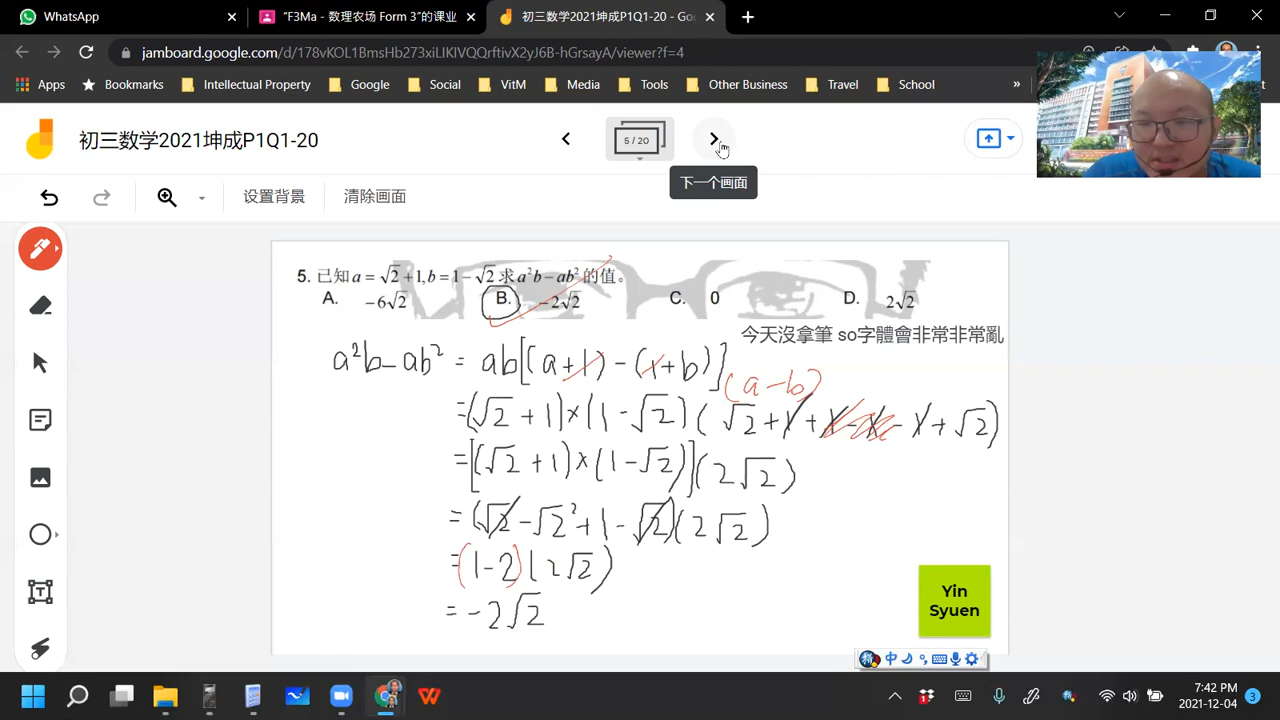 WhatsApp
"F3Ma - 数理农场 Form 3"的课业
初三数学2021坤成P1Q1-20 - Go
jamboard.google.com/d/178vKOL1BmsHb273xiLIKIVOQrftivX2yJ6B-hGrsayA/viewer?f=4
Apps
Bookmarks
Intellectual Property
Google
Social
VitM
Media
Tools
Other Business
Travel
»
School
初三数学2021坤成P1Q1-20
5 / 20
下一个画面
设置背景
清除画面
5. 已知 a = √2 + 1, b = 1 − √2 求 a²b − ab² 的值。
A. −6√2 B. −2√2 C. 0 D. 2√2
今天沒拿筆 so字體會非常非常亂
a²b − ab² = ab[(a+1) − (1+b)]
(a−b)
= (√2 + 1)×(1 − √2)( √2 + 1 + 1 − 1 − 1 + √2)
= [(√2 + 1)×(1 − √2)](2√2)
= (√2 − √2² + 1 − √2)(2√2)
= (1−2)(2√2)
= −2√2
Yin
Syuen
中
7:42 PM
2021-12-04
3